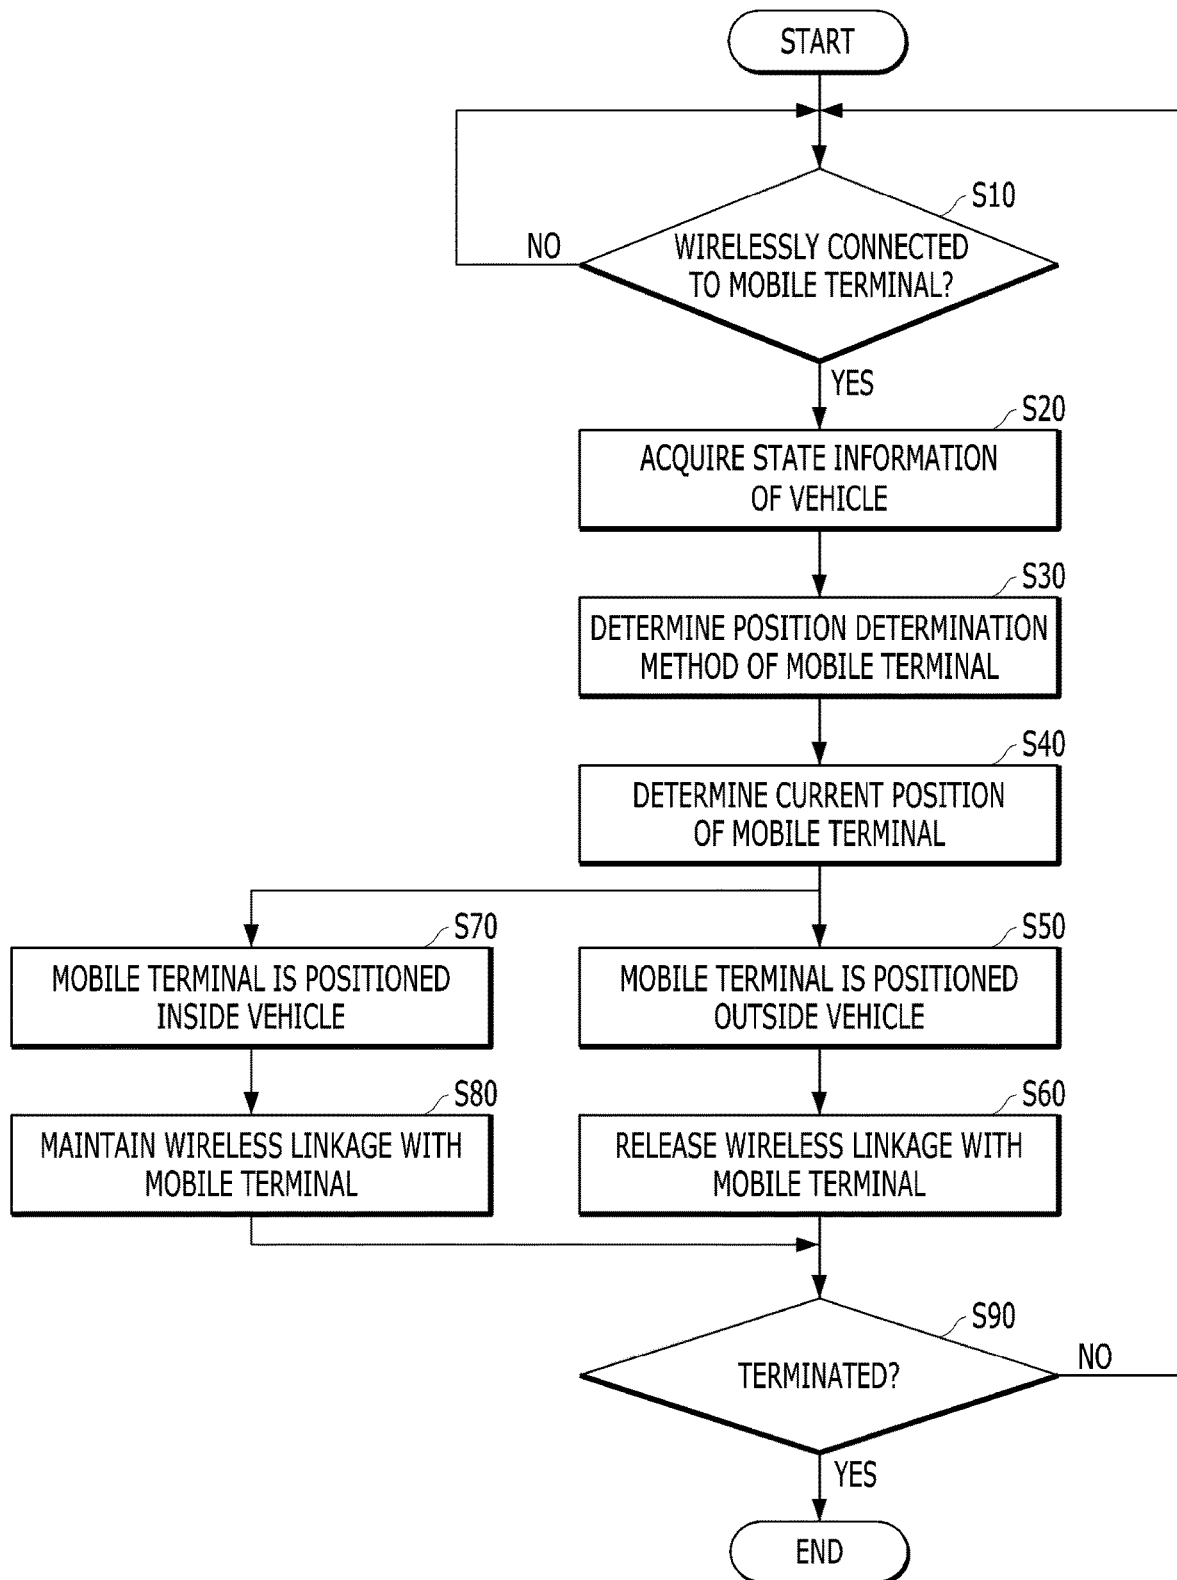 START
S10
WIRELESSLY CONNECTED
TO MOBILE TERMINAL?
NO
YES
S20
ACQUIRE STATE INFORMATION
OF VEHICLE
S30
DETERMINE POSITION DETERMINATION
METHOD OF MOBILE TERMINAL
S40
DETERMINE CURRENT POSITION
OF MOBILE TERMINAL
S70
MOBILE TERMINAL IS POSITIONED
INSIDE VEHICLE
S50
MOBILE TERMINAL IS POSITIONED
OUTSIDE VEHICLE
S80
MAINTAIN WIRELESS LINKAGE WITH
MOBILE TERMINAL
S60
RELEASE WIRELESS LINKAGE WITH
MOBILE TERMINAL
S90
TERMINATED?
NO
YES
END